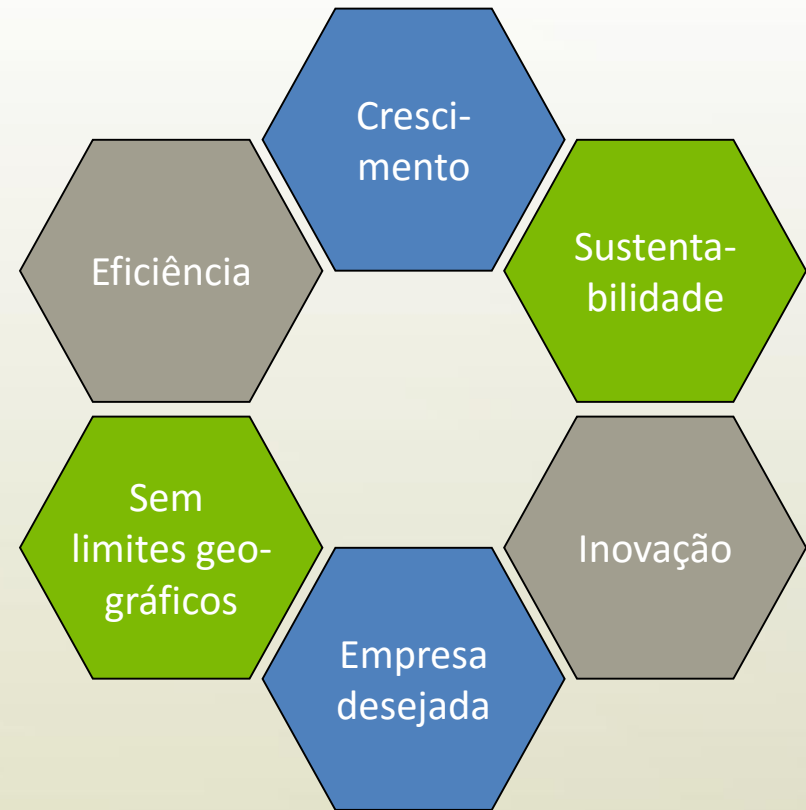 Cresci-
mento
Sustenta-
bilidade
Inovação
Empresa
desejada
Sem
limites geo-
gráficos
Eficiência